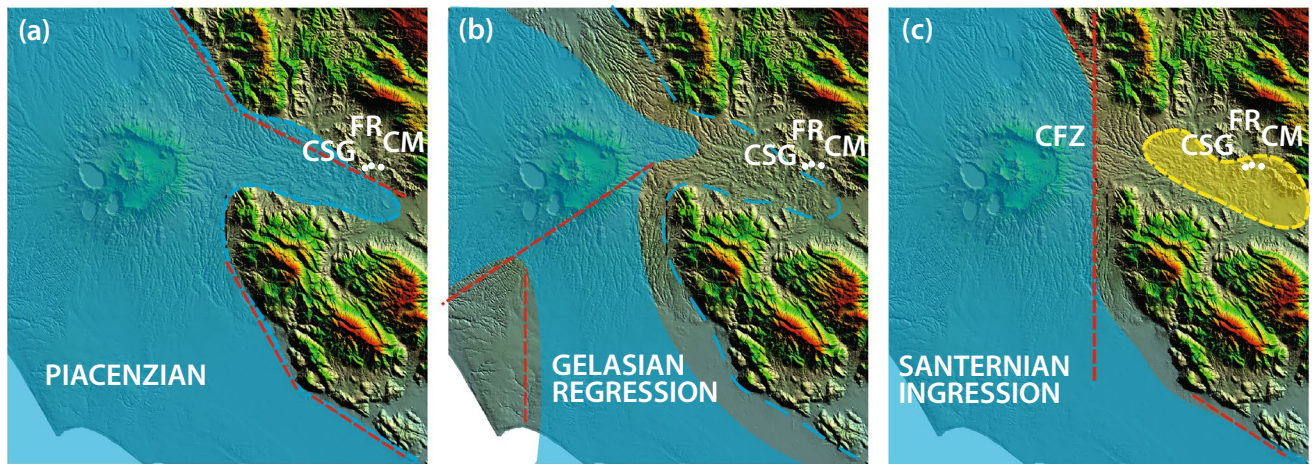 (a)
FR
CM
CSG
PIACENZIAN
(b)
FR
CM
CSG
GELASIAN
REGRESSION
(c)
CFZ
FR
CM
CSG
SANTERNIAN
INGRESSION